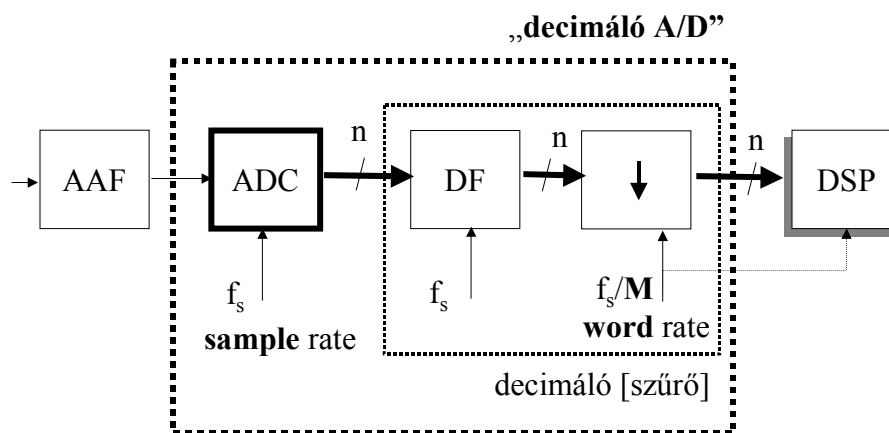 „decimáló A/D”
n
n
n
AAF
ADC
DF
DSP
fs
fs
fs/M
sample rate
word rate
decimáló [szűrő]